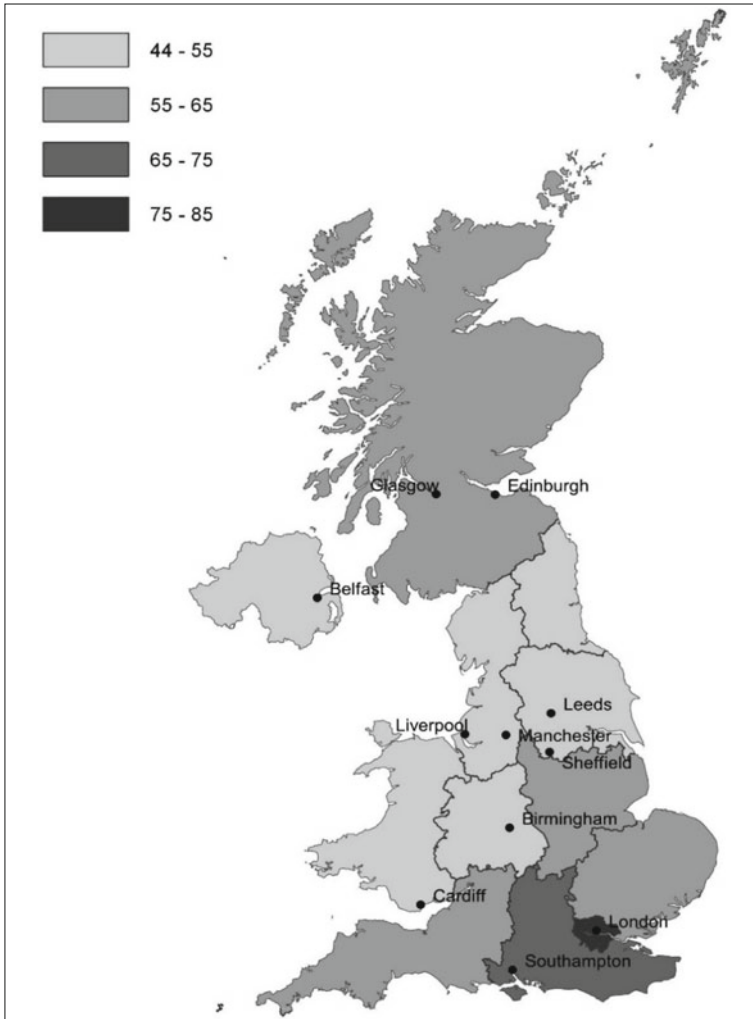 44 - 55
55 - 65
65 - 75
75 - 85
Glasgow
Edinburgh
Belfast
Leeds
Liverpool
Manchester
Sheffield
Birmingham
Cardiff
London
Southampton